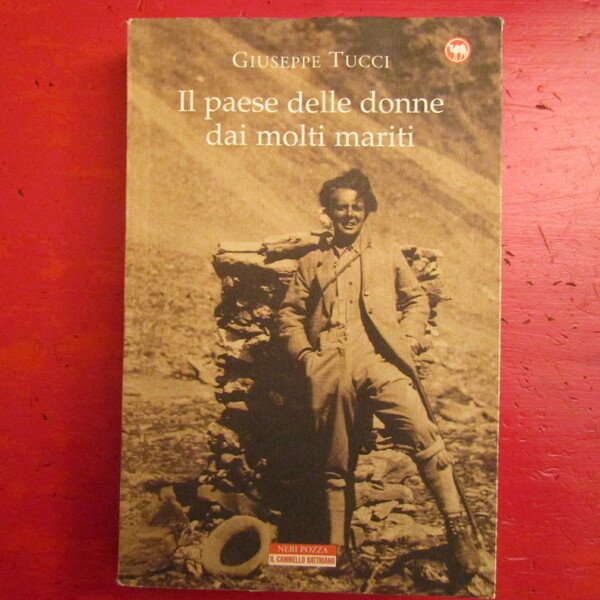 GIUSEPPE TUCCI
Il paese delle donne
dai molti mariti
NERI POZZA
IL CAMMELLO BATTRIANO